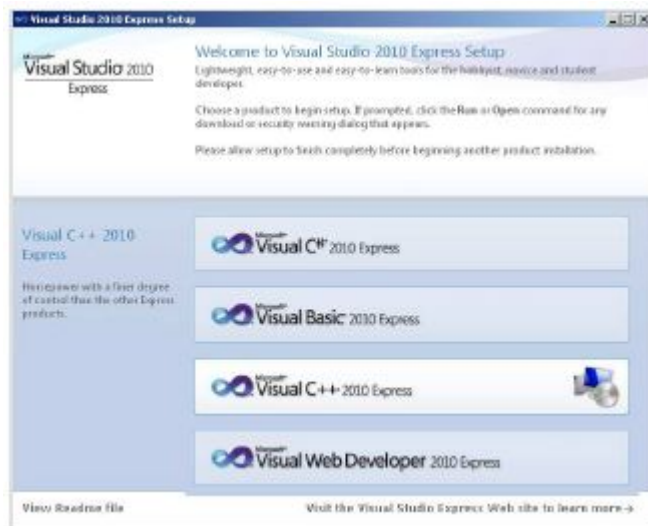 Visual Studio 2010 Express Setup
Microsoft
Visual Studio 2010
Express
Welcome to Visual Studio 2010 Express Setup
Lightweight, easy-to-use and easy-to-learn tools for the hobbyist, novice and student
developer.
Choose a product to begin setup. If prompted, click the Run or Open command for any
download or security warning dialog that appears.
Please allow setup to finish completely before beginning another product installation.
Visual C++ 2010
Express
Horsepower with a finer degree
of control than the other Express
products.
Microsoft
Visual C# 2010 Express
Microsoft
Visual Basic 2010 Express
Microsoft
Visual C++ 2010 Express
Microsoft
Visual Web Developer 2010 Express
View Readme file
Visit the Visual Studio Express Web site to learn more